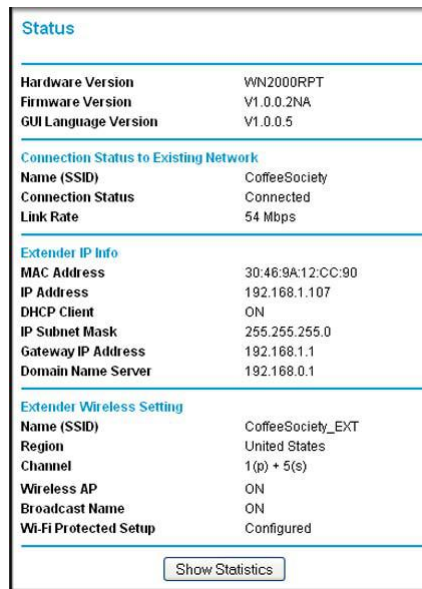 Status
Hardware Version WN2000RPT
Firmware Version V1.0.0.2NA
GUI Language Version V1.0.0.5
Connection Status to Existing Network
Name (SSID) CoffeeSociety
Connection Status Connected
Link Rate 54 Mbps
Extender IP Info
MAC Address 30:46:9A:12:CC:90
IP Address 192.168.1.107
DHCP Client ON
IP Subnet Mask 255.255.255.0
Gateway IP Address 192.168.1.1
Domain Name Server 192.168.0.1
Extender Wireless Setting
Name (SSID) CoffeeSociety_EXT
Region United States
Channel 1(p) + 5(s)
Wireless AP ON
Broadcast Name ON
Wi-Fi Protected Setup Configured
Show Statistics